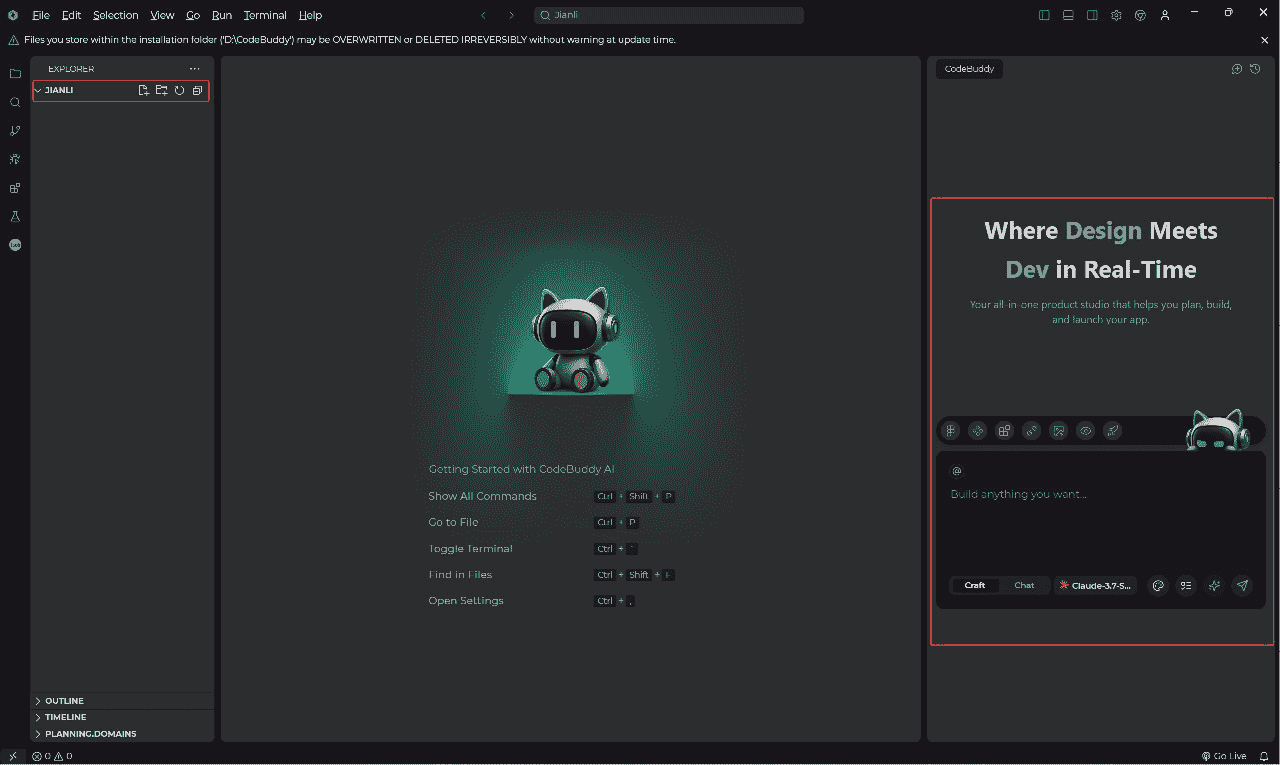 File Edit Selection View Go Run Terminal Help
Jianli
Files you store within the installation folder ('D:\CodeBuddy') may be OVERWRITTEN or DELETED IRREVERSIBLY without warning at update time.
EXPLORER
JIANLI
OUTLINE
TIMELINE
PLANNING.DOMAINS
Getting Started with CodeBuddy AI
Show All Commands Ctrl + Shift + P
Go to File Ctrl + P
Toggle Terminal Ctrl + `
Find in Files Ctrl + Shift + F
Open Settings Ctrl + ,
CodeBuddy
Where Design Meets
Dev in Real-Time
Your all-in-one product studio that helps you plan, build,
and launch your app.
@
Build anything you want...
Craft Chat Claude-3.7-S...
0 0
Go Live